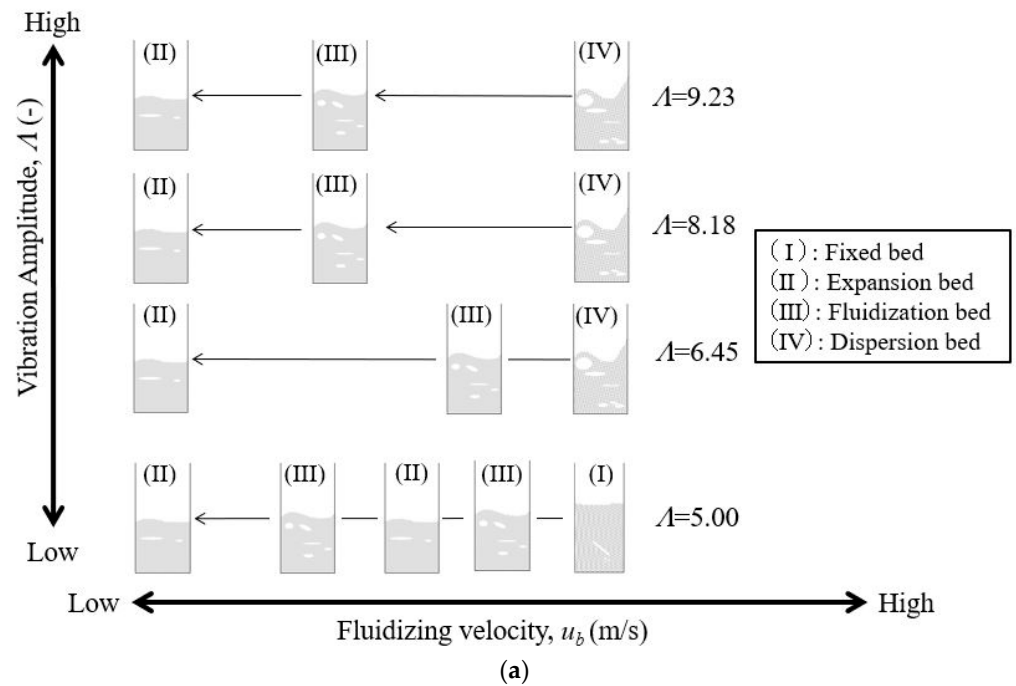 High
(II) (III) (IV)
Λ=9.23
(II) (III) (IV)
Λ=8.18
(II) (III) (IV)
Λ=6.45
(II) (III) (II) (III) (I)
Λ=5.00
Vibration Amplitude, Λ (-)
(I) : Fixed bed
(II) : Expansion bed
(III) : Fluidization bed
(IV) : Dispersion bed
Low
Low High
Fluidizing velocity, u_b (m/s)
(a)